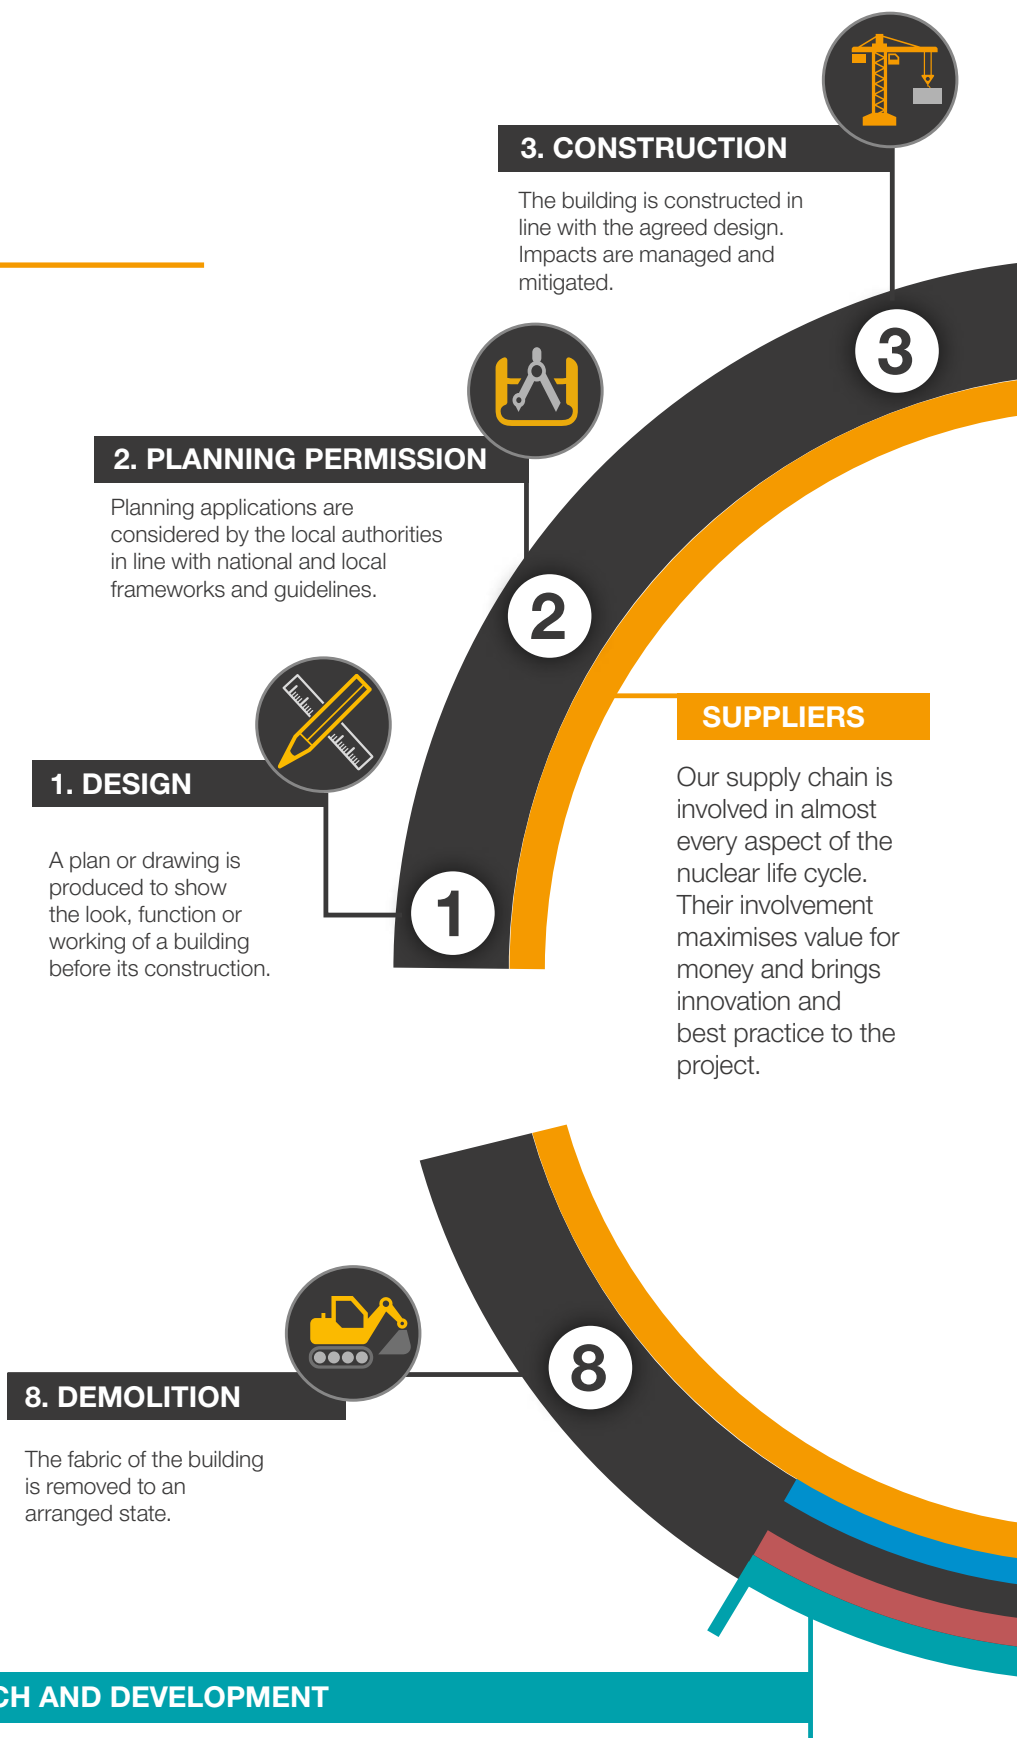 3. CONSTRUCTION
The building is constructed in
line with the agreed design.
Impacts are managed and
mitigated.
3
2. PLANNING PERMISSION
Planning applications are
considered by the local authorities
in line with national and local
frameworks and guidelines.
2
SUPPLIERS
Our supply chain is
involved in almost
every aspect of the
nuclear life cycle.
Their involvement
maximises value for
money and brings
innovation and
best practice to the
project.
1. DESIGN
A plan or drawing is
produced to show
the look, function or
working of a building
before its construction.
1
8. DEMOLITION
The fabric of the building
is removed to an
arranged state.
8
CH AND DEVELOPMENT